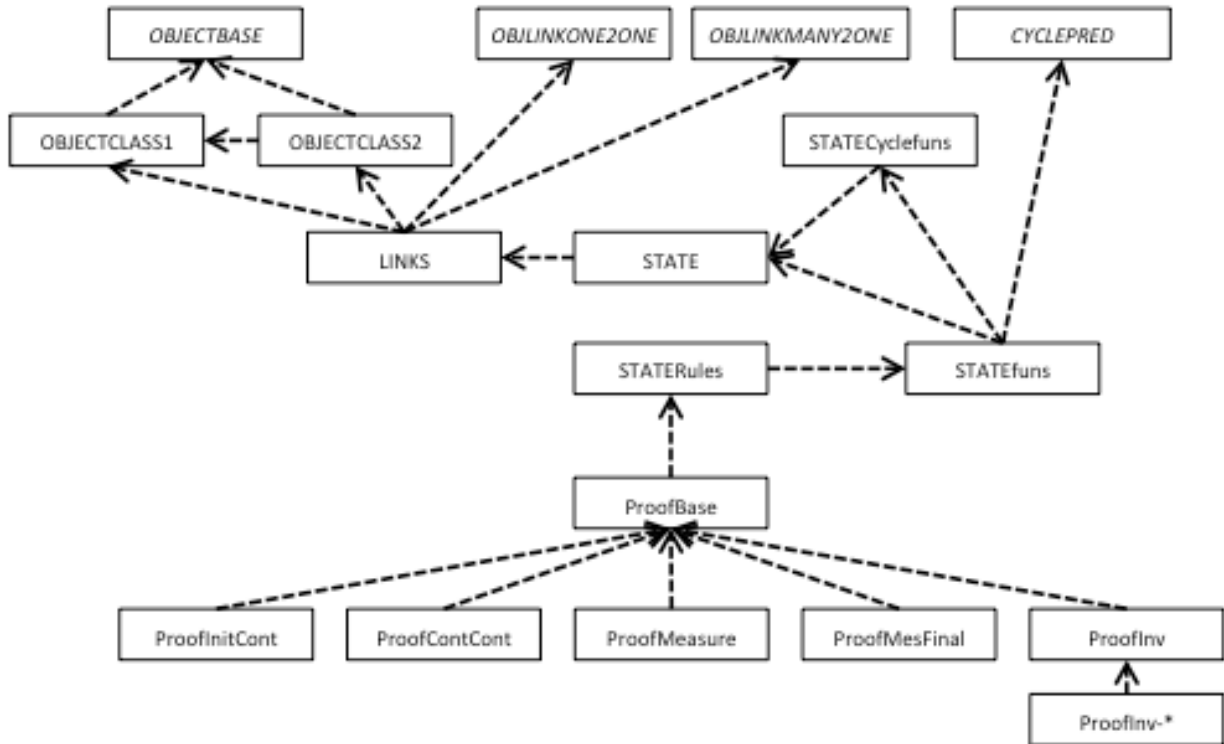 OBJECTBASE
OBJLINKONE2ONE
OBJLINKMANY2ONE
CYCLEPRED
OBJECTCLASS1
OBJECTCLASS2
STATECyclefuns
LINKS
STATE
STATERules
STATEfuns
ProofBase
ProofInitCont
ProofContCont
ProofMeasure
ProofMesFinal
ProofInv
ProofInv-*